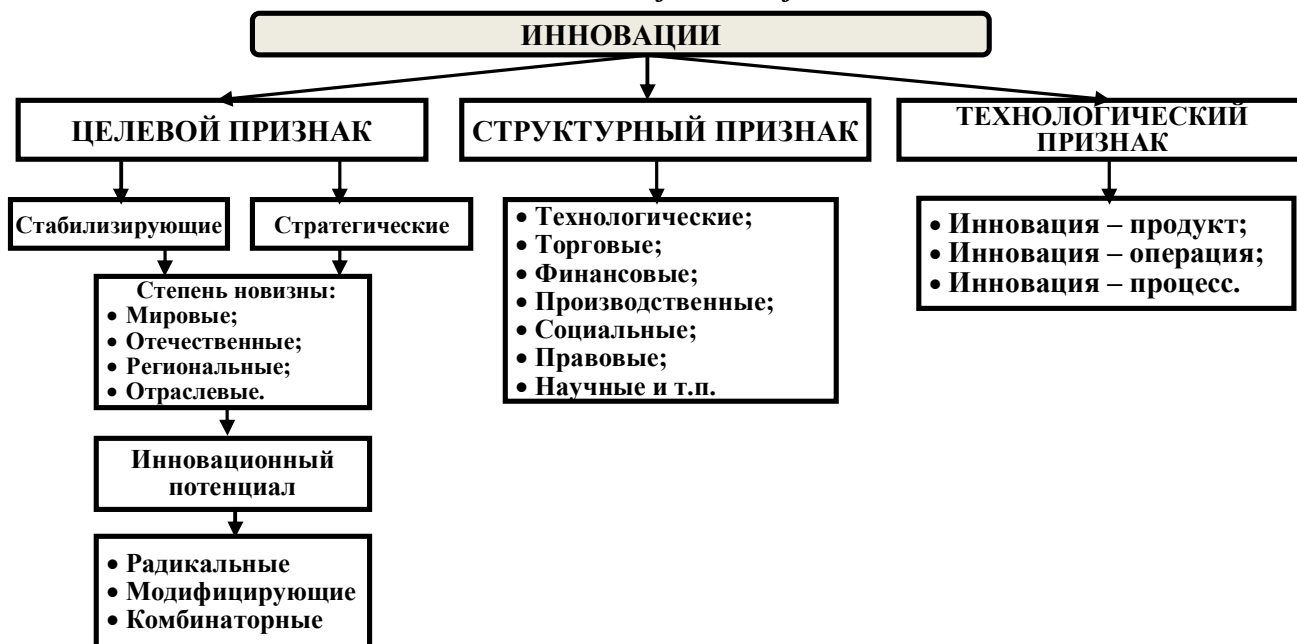 ИННОВАЦИИ
ЦЕЛЕВОЙ ПРИЗНАК
СТРУКТУРНЫЙ ПРИЗНАК
ТЕХНОЛОГИЧЕСКИЙ
ПРИЗНАК
Стабилизирующие
Стратегические
Степень новизны:
• Мировые;
• Отечественные;
• Региональные;
• Отраслевые.
Инновационный
потенциал
• Радикальные
• Модифицирующие
• Комбинаторные
• Технологические;
• Торговые;
• Финансовые;
• Производственные;
• Социальные;
• Правовые;
• Научные и т.п.
• Инновация – продукт;
• Инновация – операция;
• Инновация – процесс.